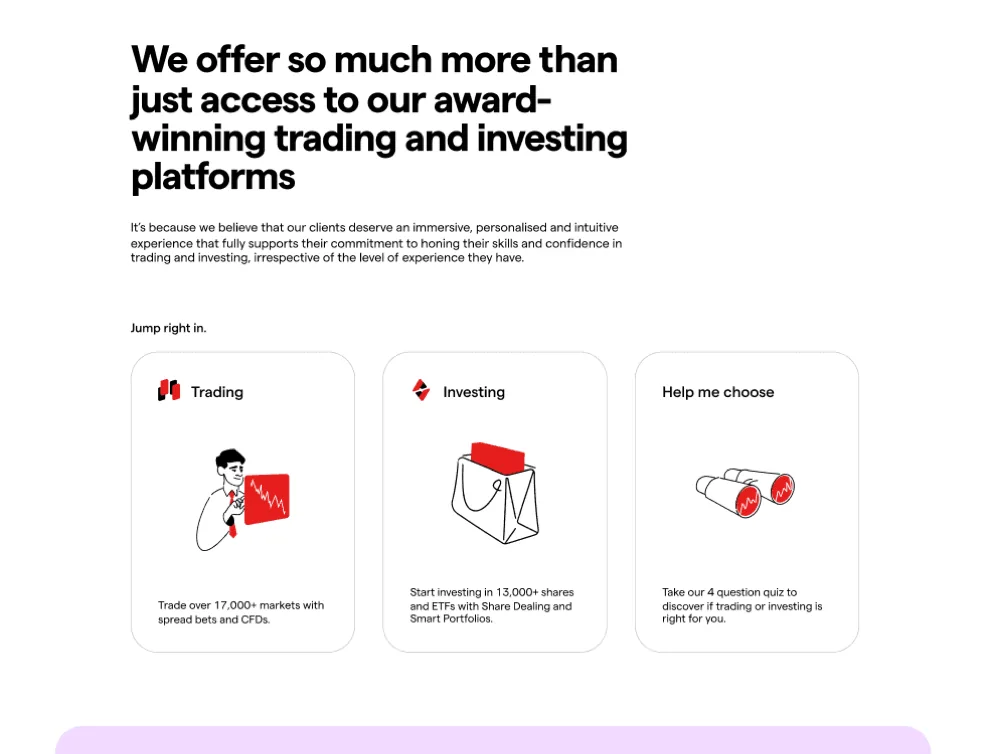 We offer so much more than
just access to our award-
winning trading and investing
platforms
It's because we believe that our clients deserve an immersive, personalised and intuitive
experience that fully supports their commitment to honing their skills and confidence in
trading and investing, irrespective of the level of experience they have.
Jump right in.
Trading
Trade over 17,000+ markets with
spread bets and CFDs.
Investing
Start investing in 13,000+ shares
and ETFs with Share Dealing and
Smart Portfolios.
Help me choose
Take our 4 question quiz to
discover if trading or investing is
right for you.